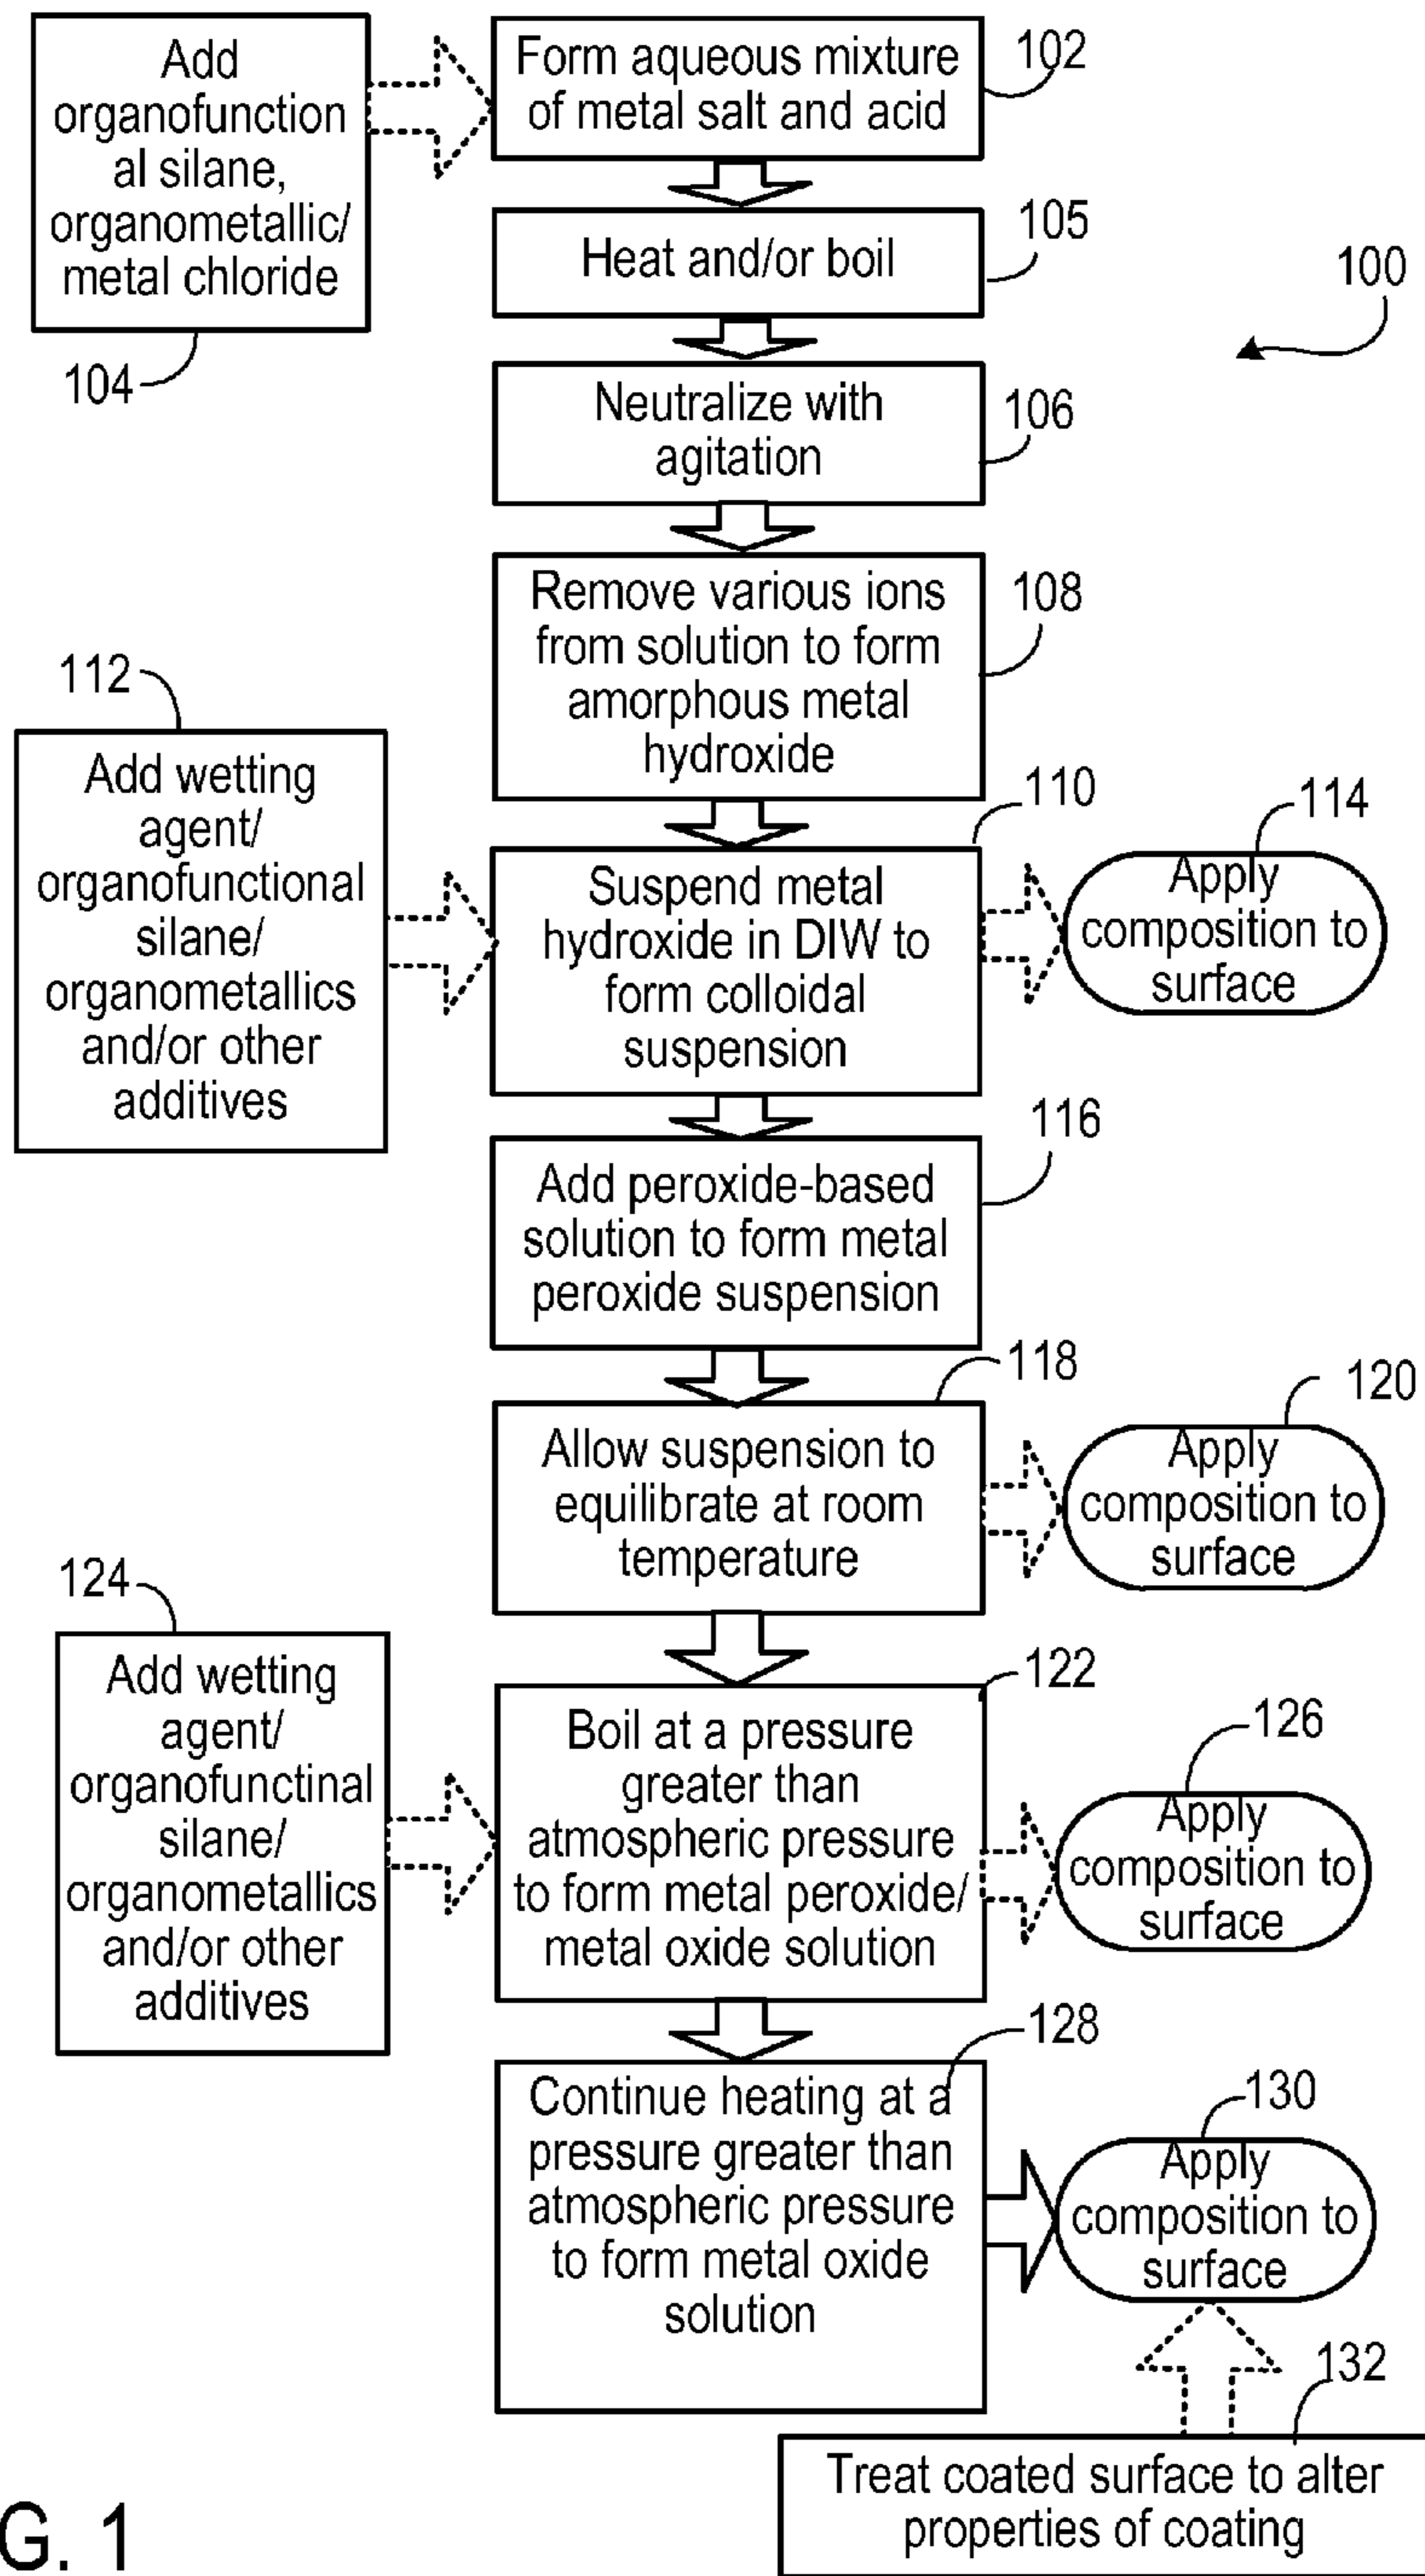 Add
organofunction
al silane,
organometallic/
metal chloride
104
Form aqueous mixture
of metal salt and acid
102
Heat and/or boil
105
100
Neutralize with
agitation
106
Remove various ions
from solution to form
amorphous metal
hydroxide
108
112
Add wetting
agent/
organofunctional
silane/
organometallics
and/or other
additives
110
Suspend metal
hydroxide in DIW to
form colloidal
suspension
114
Apply
composition to
surface
116
Add peroxide-based
solution to form metal
peroxide suspension
118
Allow suspension to
equilibrate at room
temperature
120
Apply
composition to
surface
124
Add wetting
agent/
organofunctinal
silane/
organometallics
and/or other
additives
122
Boil at a pressure
greater than
atmospheric pressure
to form metal peroxide/
metal oxide solution
126
Apply
composition to
surface
128
Continue heating at a
pressure greater than
atmospheric pressure
to form metal oxide
solution
130
Apply
composition to
surface
132
Treat coated surface to alter
properties of coating
G. 1